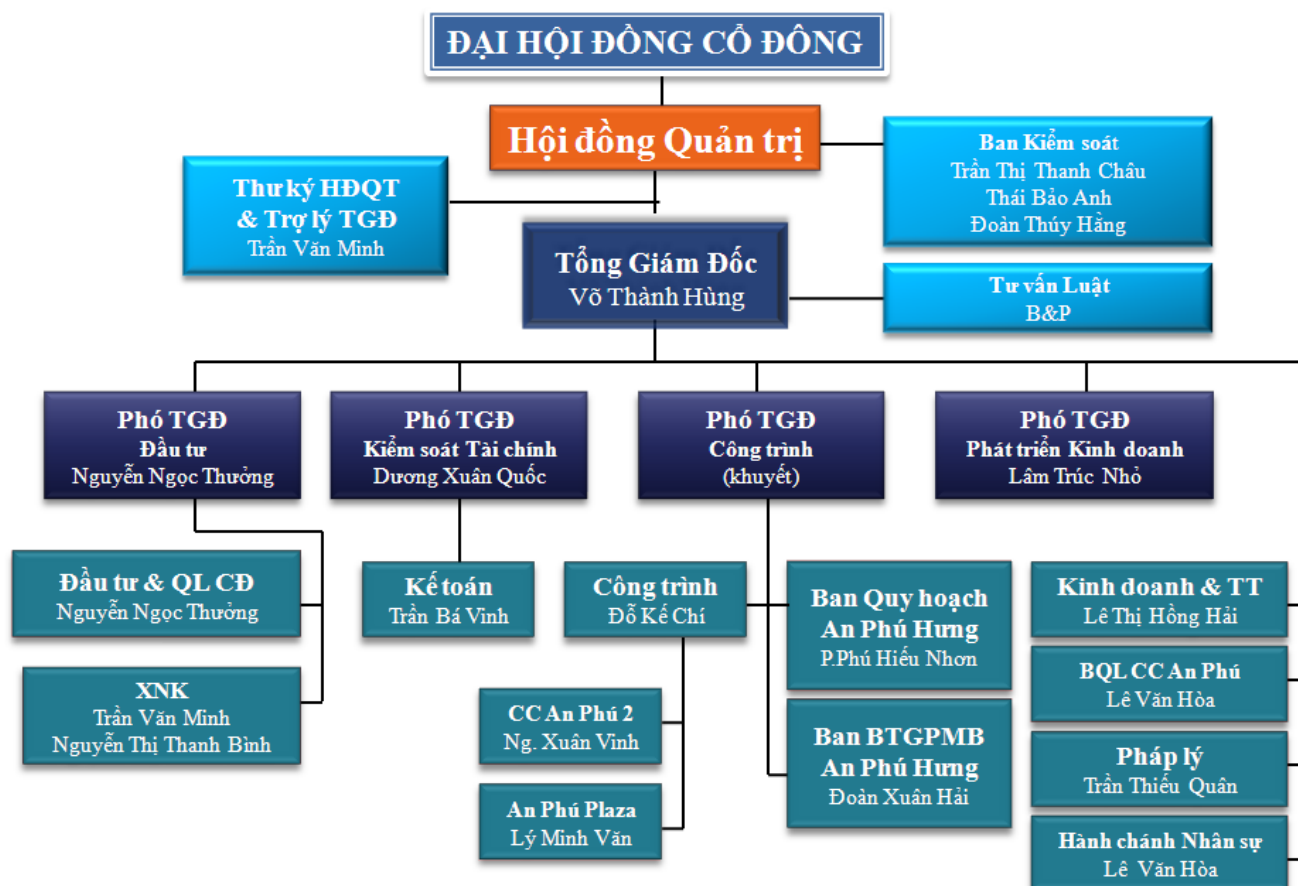 ĐẠI HỘI ĐỒNG CỔ ĐÔNG
Hội đồng Quản trị
Ban Kiểm soát
Trần Thị Thanh Châu
Thái Bảo Anh
Đoàn Thúy Hằng
Thư ký HĐQT
& Trợ lý TGĐ
Trần Văn Minh
Tổng Giám Đốc
Võ Thành Hùng
Tư vấn Luật
B&P
Phó TGĐ
Đầu tư
Nguyễn Ngọc Thưởng
Phó TGĐ
Kiểm soát Tài chính
Dương Xuân Quốc
Phó TGĐ
Công trình
(khuyết)
Phó TGĐ
Phát triển Kinh doanh
Lâm Trúc Nhỏ
Đầu tư & QL CĐ
Nguyễn Ngọc Thưởng
XNK
Trần Văn Minh
Nguyễn Thị Thanh Bình
Kế toán
Trần Bá Vinh
Công trình
Đỗ Kế Chí
CC An Phú 2
Ng. Xuân Vinh
An Phú Plaza
Lý Minh Văn
Ban Quy hoạch
An Phú Hưng
P.Phú Hiếu Nhơn
Ban BTGPMB
An Phú Hưng
Đoàn Xuân Hải
Kinh doanh & TT
Lê Thị Hồng Hải
BQL CC An Phú
Lê Văn Hòa
Pháp lý
Trần Thiếu Quân
Hành chánh Nhân sự
Lê Văn Hòa